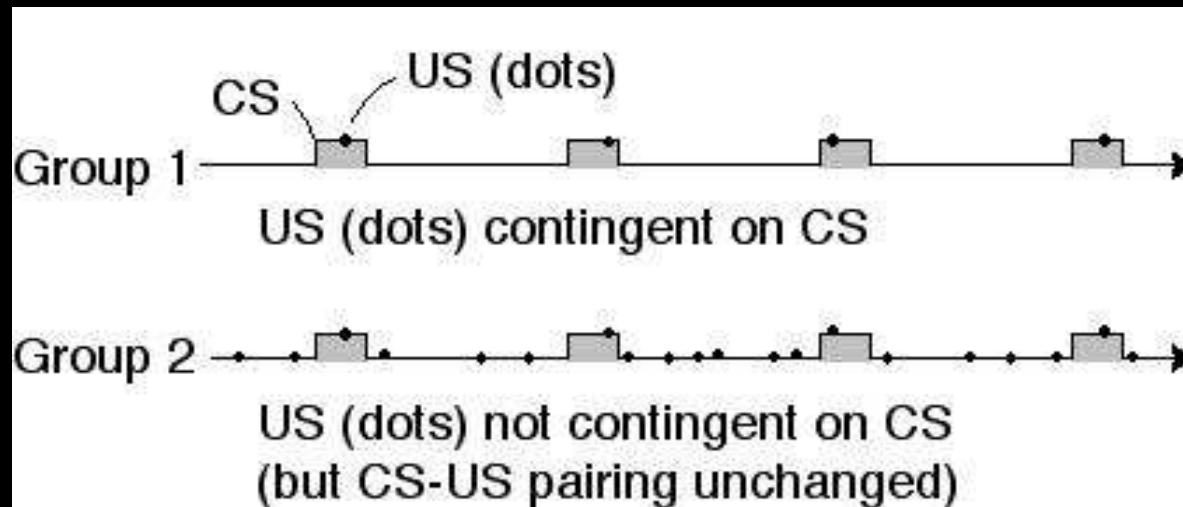 US (dots)
CS
Group 1
US (dots) contingent on CS
Group 2
US (dots) not contingent on CS
(but CS-US pairing unchanged)